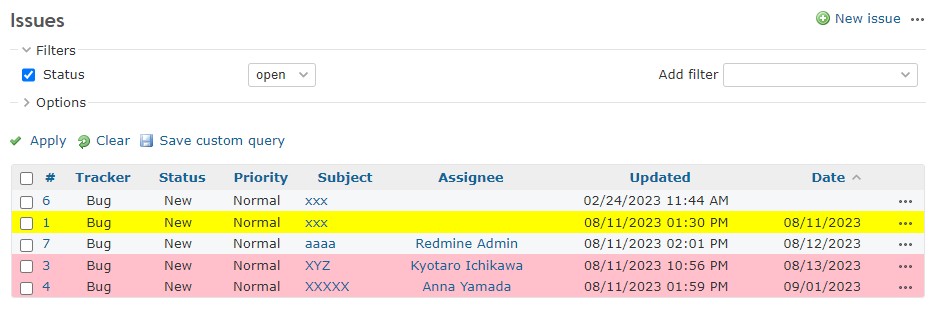 Issues
New issue
Filters
Status open Add filter
Options
Apply Clear Save custom query
# Tracker Status Priority Subject Assignee Updated Date
6 Bug New Normal xxx 02/24/2023 11:44 AM
1 Bug New Normal xxx 08/11/2023 01:30 PM 08/11/2023
7 Bug New Normal aaaa Redmine Admin 08/11/2023 02:01 PM 08/12/2023
3 Bug New Normal XYZ Kyotaro Ichikawa 08/11/2023 10:56 PM 08/13/2023
4 Bug New Normal XXXXX Anna Yamada 08/11/2023 01:59 PM 09/01/2023